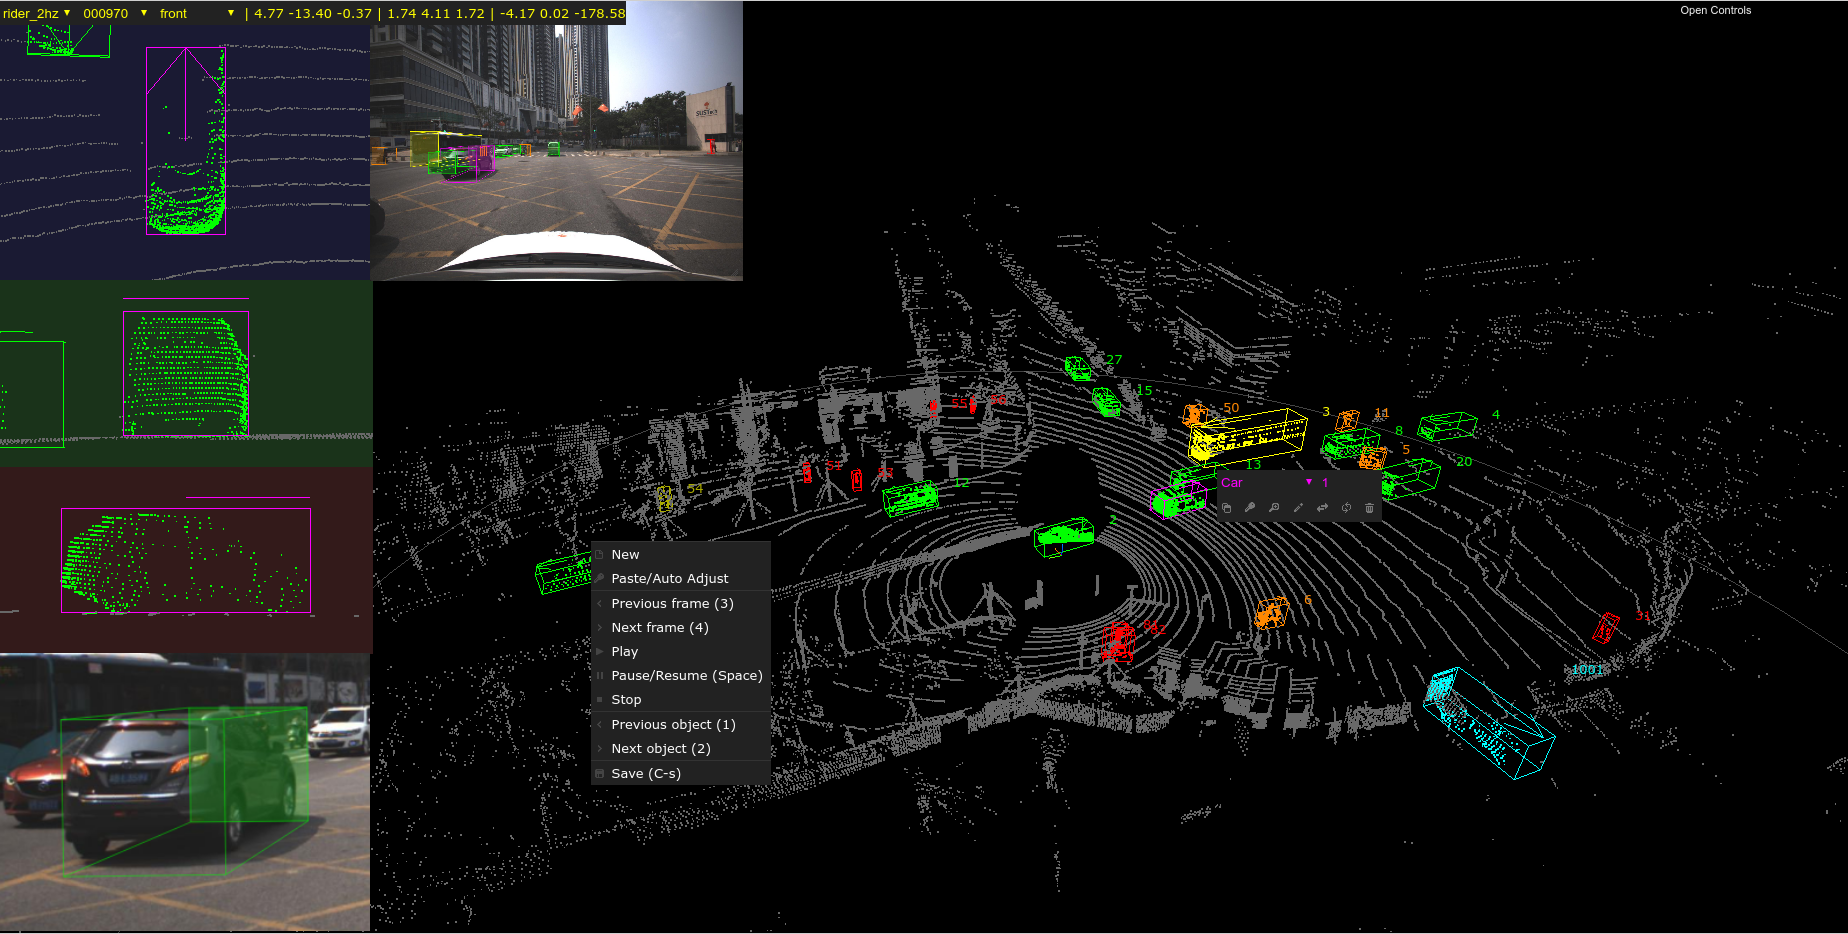 rider_2hz 000970 front | 4.77 -13.40 -0.37 | 1.74 4.11 1.72 | -4.17 0.02 -178.58
Open Controls
SUSTech
27
15
50
3
11
4
8
5
20
13
55
54
12
2
Car 1
6
31
1001
New
Paste/Auto Adjust
Previous frame (3)
Next frame (4)
Play
Pause/Resume (Space)
Stop
Previous object (1)
Next object (2)
Save (C-s)